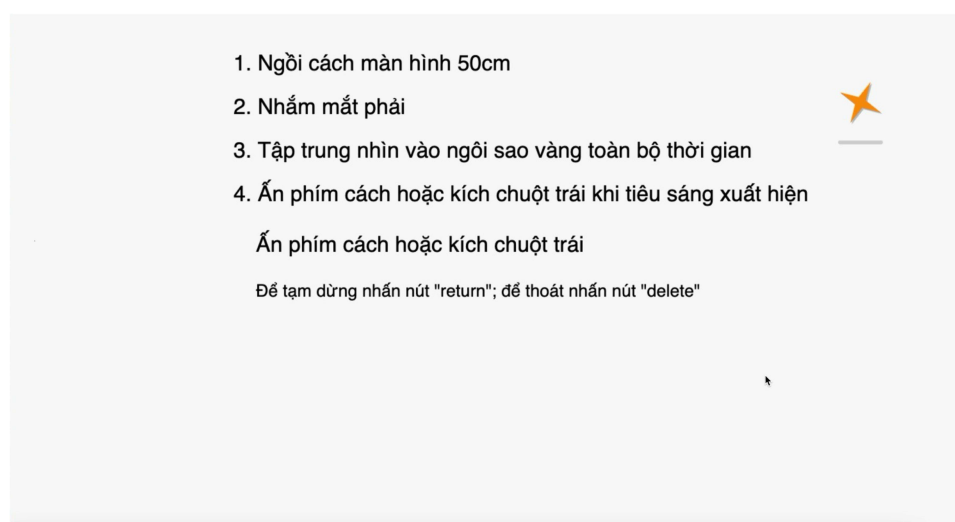 1. Ngồi cách màn hình 50cm
2. Nhắm mắt phải
3. Tập trung nhìn vào ngôi sao vàng toàn bộ thời gian
4. Ấn phím cách hoặc kích chuột trái khi tiêu sáng xuất hiện
Ấn phím cách hoặc kích chuột trái
Để tạm dừng nhấn nút "return"; để thoát nhấn nút "delete"